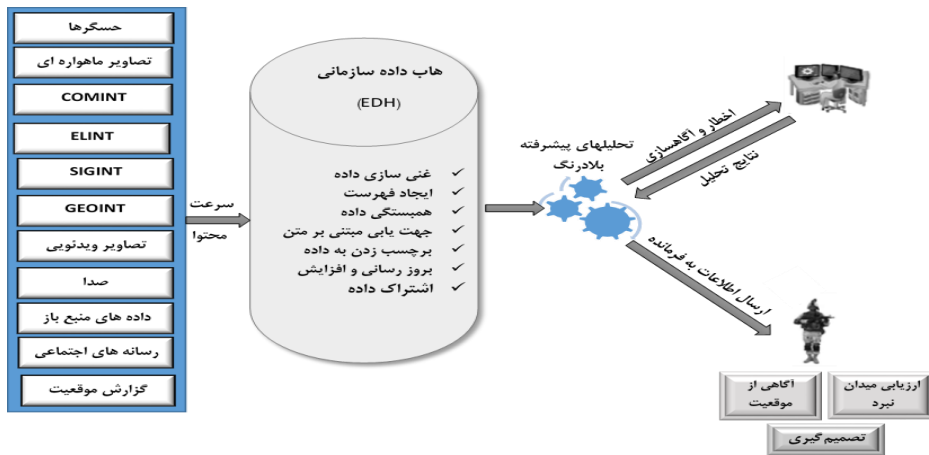 حسگرها
تصاویر ماهواره ای
COMINT
ELINT
SIGINT
GEOINT
تصاویر ویدئویی
صدا
داده های منبع باز
رسانه های اجتماعی
گزارش موقعیت
سرعت
محتوا
هاب داده سازمانی
(EDH)
✓ غنی سازی داده
✓ ایجاد فهرست
✓ همبستگی داده
✓ جهت یابی مبتنی بر متن
✓ برچسب زدن به داده
✓ بروز رسانی و افزایش
✓ اشتراک داده
تحلیلهای پیشرفته
بلادرنگ
اخطار و آگاهسازی
نتایج تحلیل
ارسال اطلاعات به فرمانده
ارزیابی میدان
نبرد
آگاهی از
موقعیت
تصمیم گیری